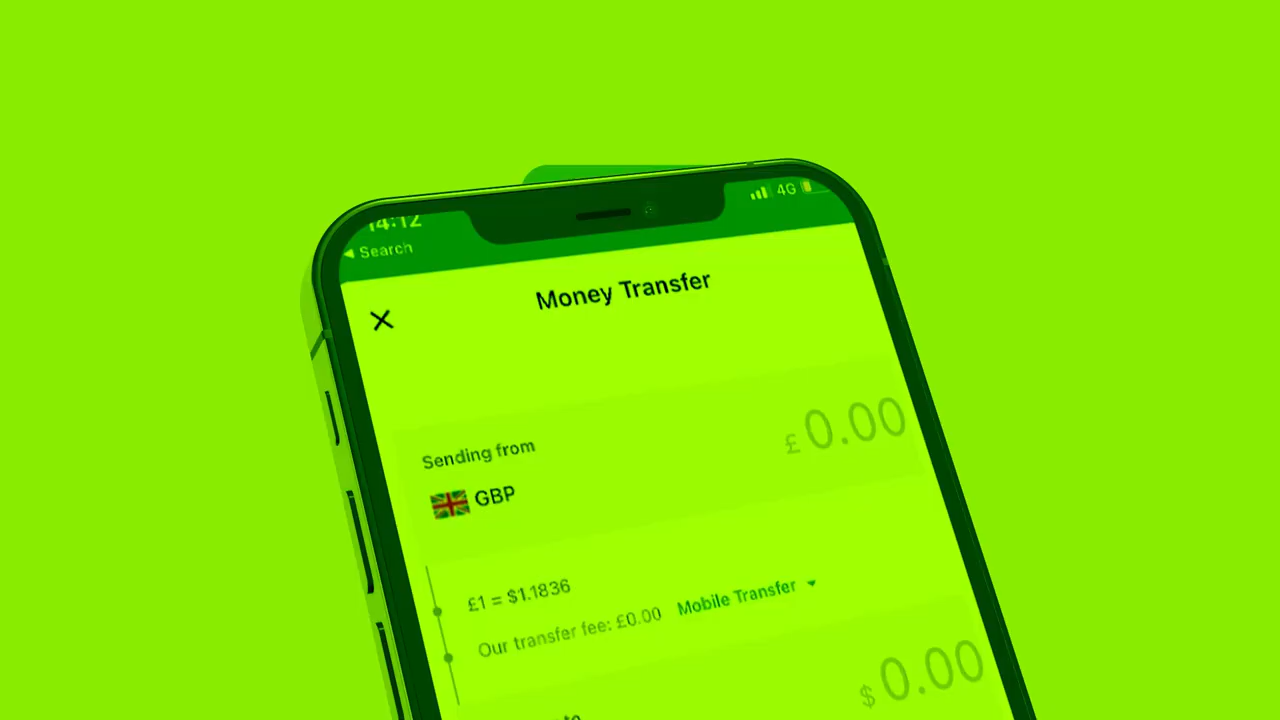 14:12
4G
◀ Search
Money Transfer
Sending from
£0.00
GBP
£1 = $1.1836
Our transfer fee: £0.00 Mobile Transfer
$0.00